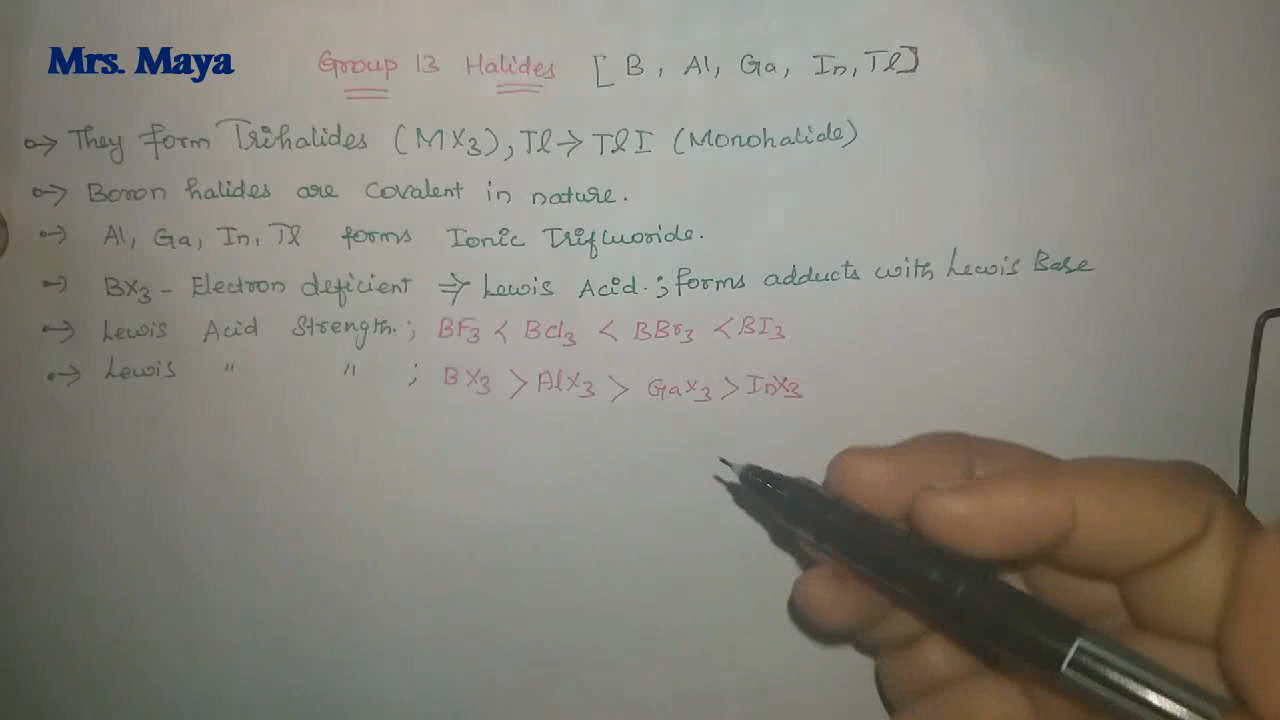 Mrs. Maya
Group 13 Halides [B, Al, Ga, In, Tl]
→ They form Trihalides (MX3), Tl → TlI (Monohalide)
→ Boron halides are covalent in nature.
→ Al, Ga, In, Tl forms Ionic Trifluoride.
→ BX3 - Electron deficient ⇒ Lewis Acid. ; forms adducts with Lewis Base
→ Lewis Acid Strength. ; BF3 < BCl3 < BBr3 < BI3
→ Lewis " " ; BX3 > AlX3 > GaX3 > InX3